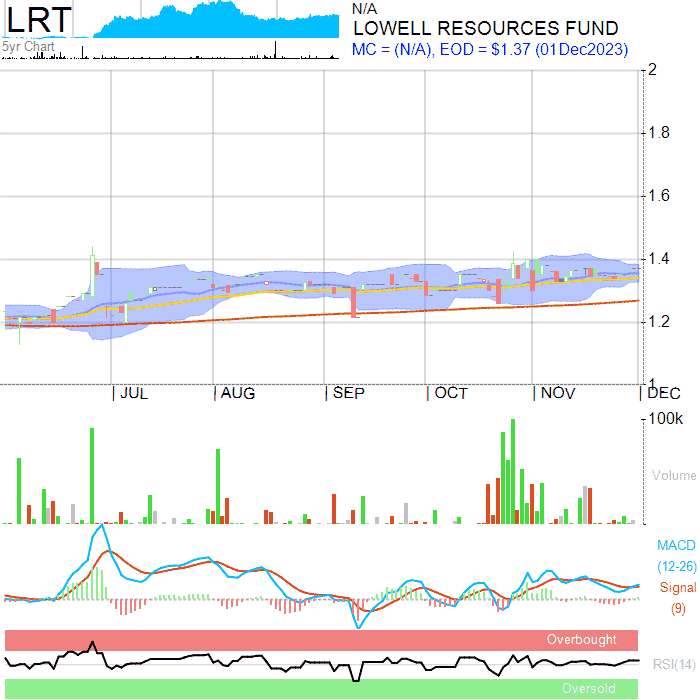 LRT
5yr Chart
N/A
LOWELL RESOURCES FUND
MC = (N/A), EOD = $1.37 (01Dec2023)
2
1.8
1.6
1.4
1.2
1
JUL AUG SEP OCT NOV DEC
100k
Volume
MACD
(12-26)
Signal
(9)
Overbought
RSI(14)
Oversold